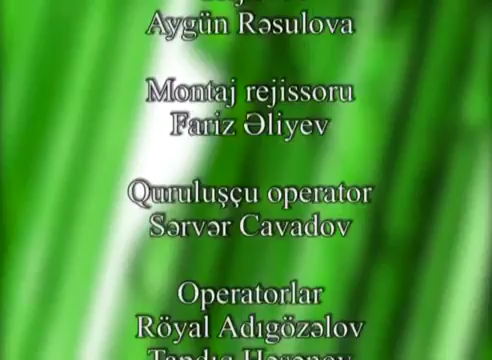 Aygün Rəsulova
Montaj rejissoru
Fariz Əliyev
Quruluşçu operator
Sərvər Cavadov
Operatorlar
Röyal Adıgözəlov